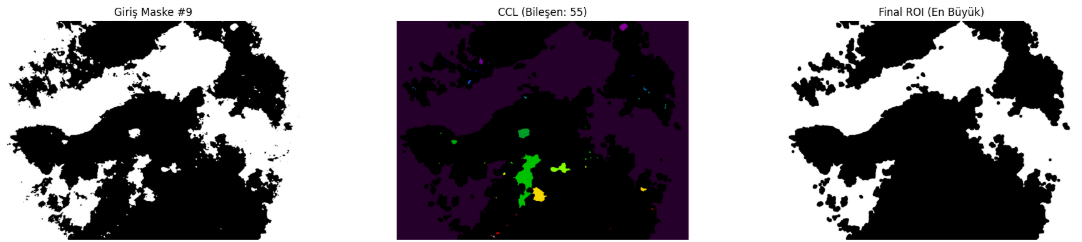 Giriş Maske #9
CCL (Bileşen: 55)
Final ROI (En Büyük)